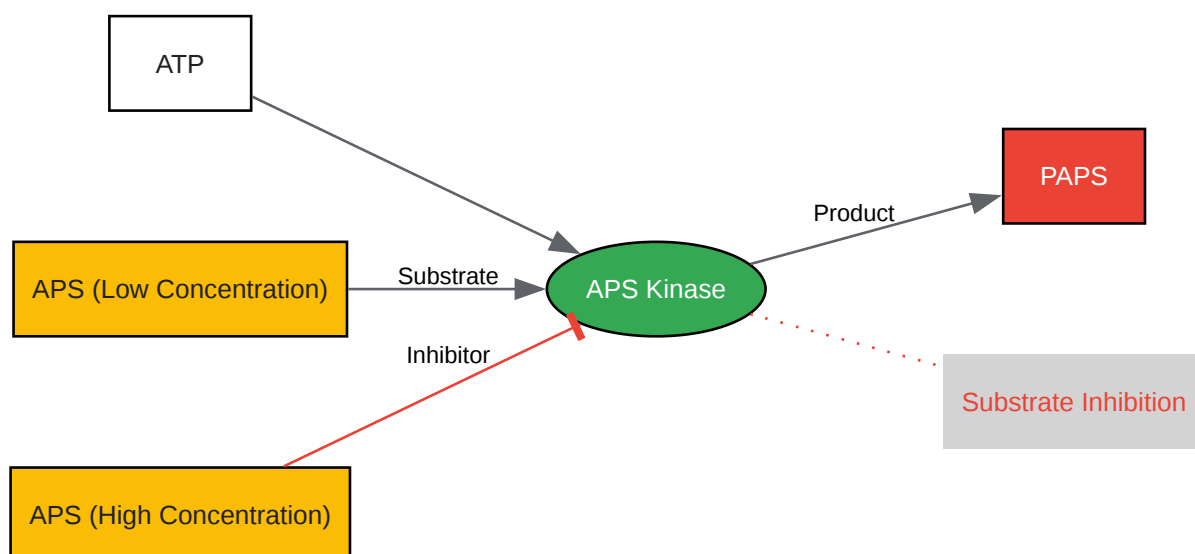 ATP
PAPS
Product
APS (Low Concentration)
Substrate
APS Kinase
Inhibitor
Substrate Inhibition
APS (High Concentration)